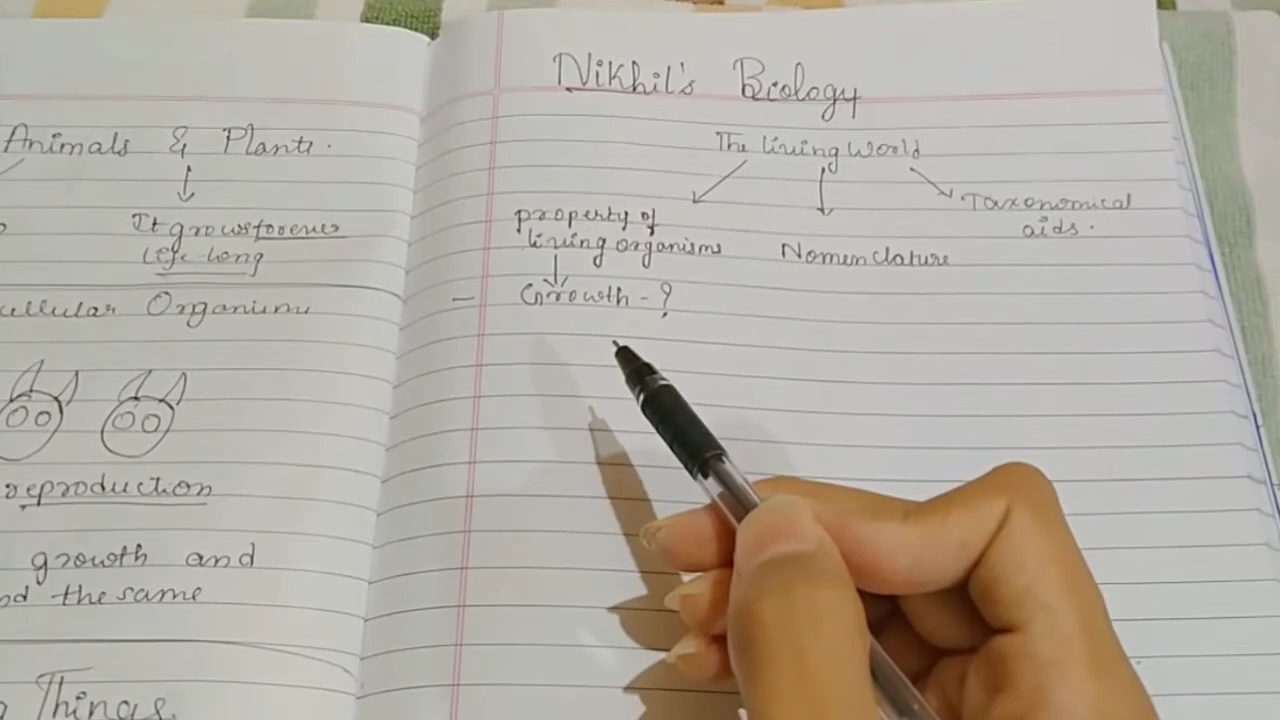 Animals & Plants.
It grows forever
Life long
cellular Organisms
reproduction
growth and
the same
Things
Nikhil's Biology
The living World
property of
living organisms
Nomenclature
Taxonomical
aids.
- Growth - ?